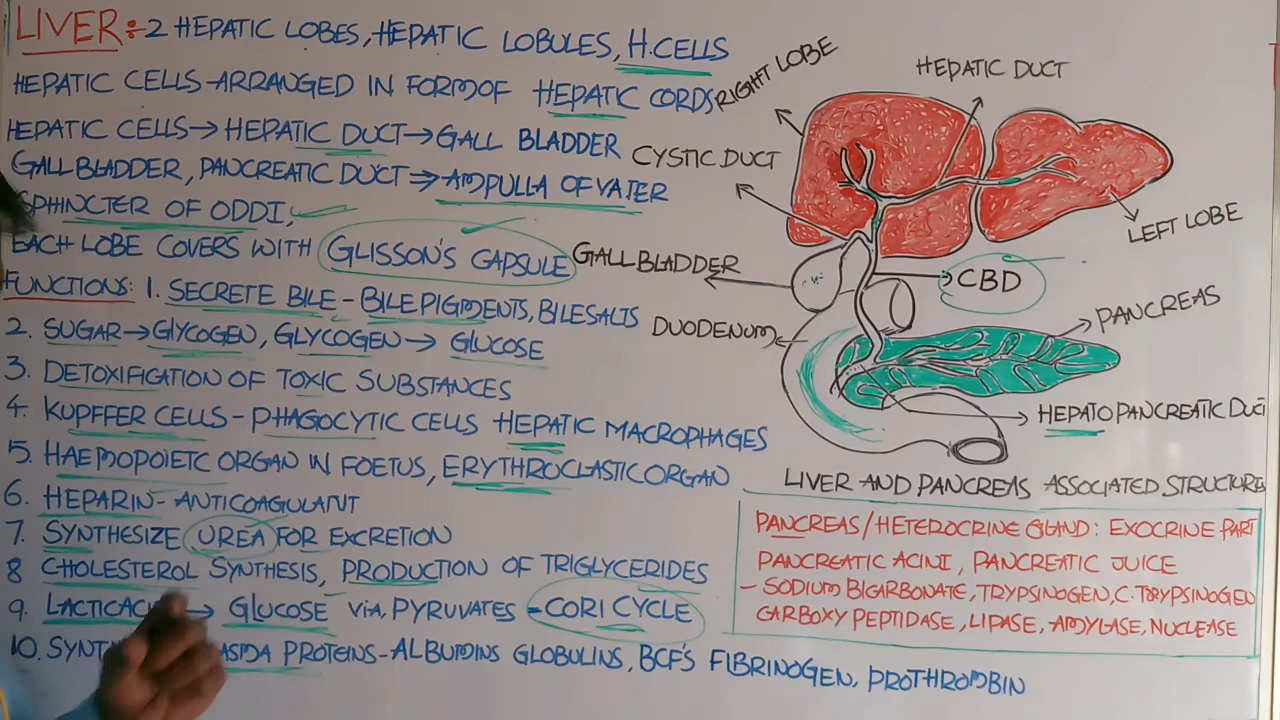 LIVER:- 2 HEPATIC LOBES, HEPATIC LOBULES, H.CELLS
HEPATIC CELLS-ARRANGED IN FORM OF HEPATIC CORDS
HEPATIC CELLS→HEPATIC DUCT→GALL BLADDER
GALL BLADDER, PANCREATIC DUCT⇒AMPULLA OF VATER
SPHINCTER OF ODDI,
EACH LOBE COVERS WITH GLISSON'S CAPSULE
FUNCTIONS: 1. SECRETE BILE - BILE PIGMENTS, BILE SALTS
2. SUGAR→GLYCOGEN, GLYCOGEN→ GLUCOSE
3. DETOXIFICATION OF TOXIC SUBSTANCES
4. KUPFFER CELLS - PHAGOCYTIC CELLS HEPATIC MACROPHAGES
5. HAEMOPOIETC ORGAN IN FOETUS, ERYTHROCLASTIC ORGAN
6. HEPARIN- ANTICOAGULANT
7. SYNTHESIZE UREA FOR EXCRETION
8 CHOLESTEROL SYNTHESIS, PRODUCTION OF TRIGLYCERIDES
9. LACTICACI → GLUCOSE VIA, PYRUVATES =CORI CYCLE
10. SYNT ASMA PROTEINS-ALBUMINS GLOBULINS, BCF'S FIBRINOGEN, PROTHROMBIN
RIGHT LOBE
HEPATIC DUCT
CYSTIC DUCT
LEFT LOBE
GALL BLADDER
CBD
DUODENUM
PANCREAS
HEPATO PANCREATIC DUCT
LIVER AND PANCREAS ASSOCIATED STRUCTURES
PANCREAS/HETEROCRINE GLAND: EXOCRINE PART
PANCREATIC ACINI, PANCREATIC JUICE
- SODIUM BICARBONATE, TRYPSINOGEN, C.TRYPSINOGEN
CARBOXY PEPTIDASE, LIPASE, AMYLASE, NUCLEASE